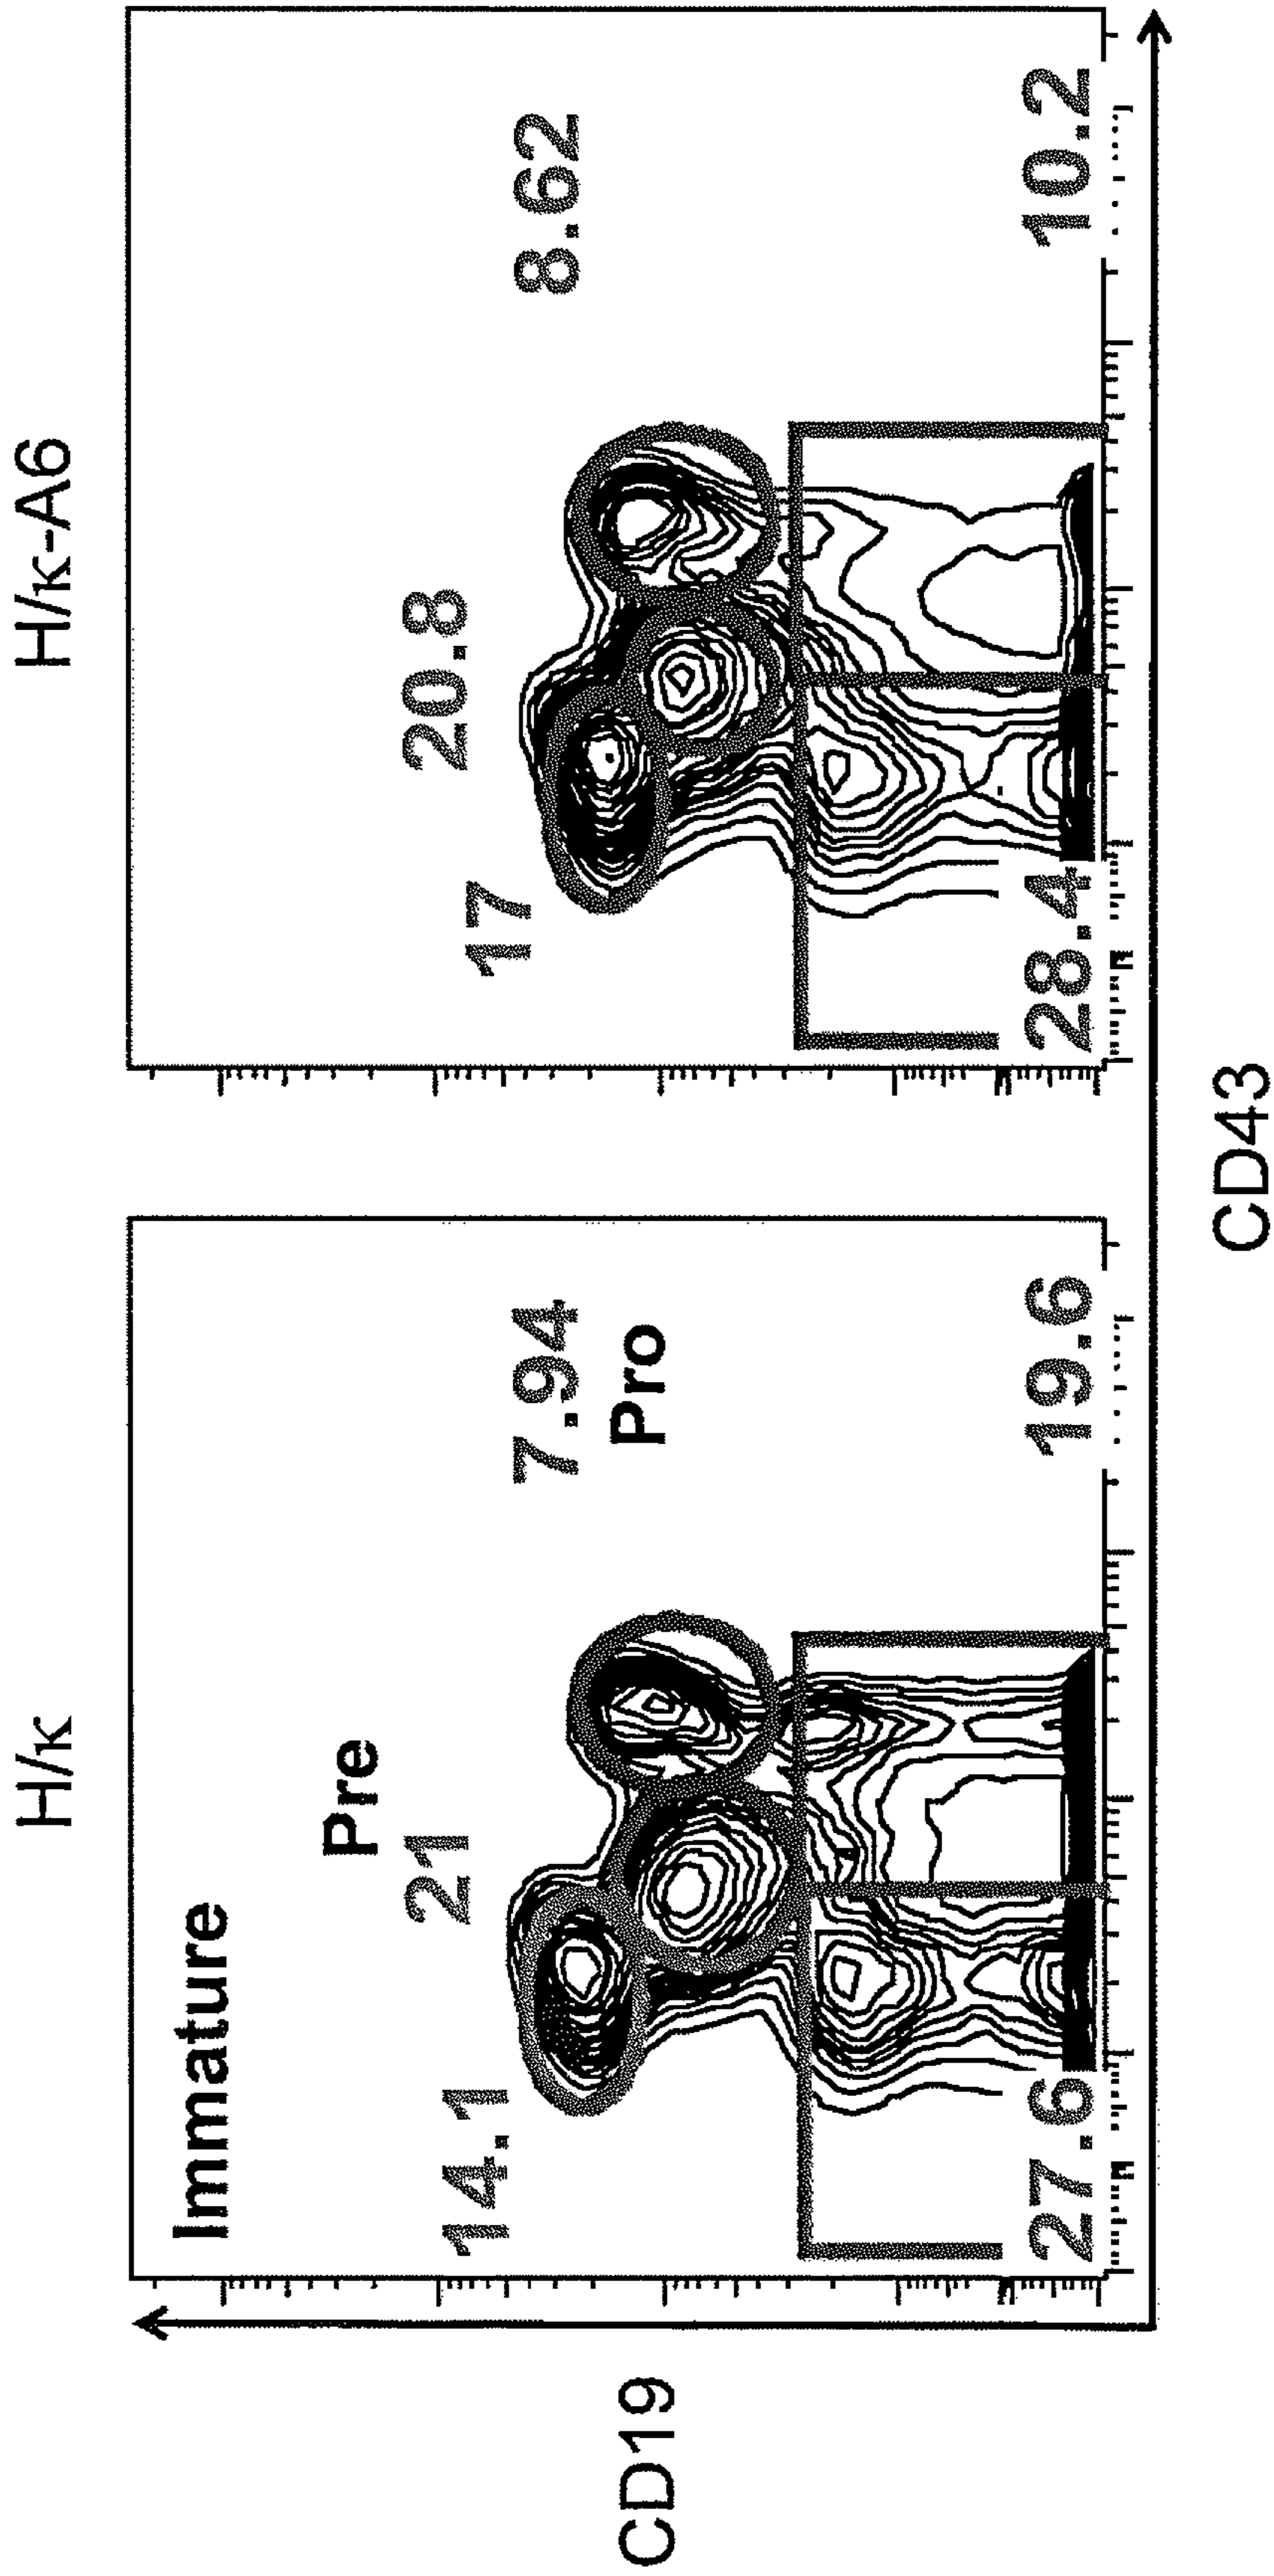 H/κ
H/κ-A6
Immature
Pre
14.1
21
7.94
Pro
27.6
19.6
17
20.8
8.62
28.4
10.2
CD19
CD43